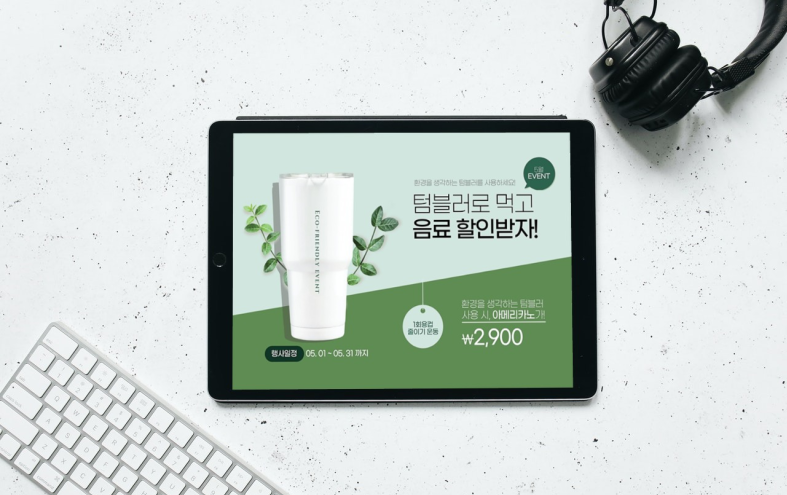 5월
EVENT
환경을 생각하는 텀블러를 사용하세요!
텀블러로 먹고
음료 할인받자!
ECO-FRIENDLY EVENT
1회용컵
줄이기 운동
환경을 생각하는 텀블러
사용 시, 아메리카노가!
₩2,900
행사일정 05. 01 ~ 05. 31 까지